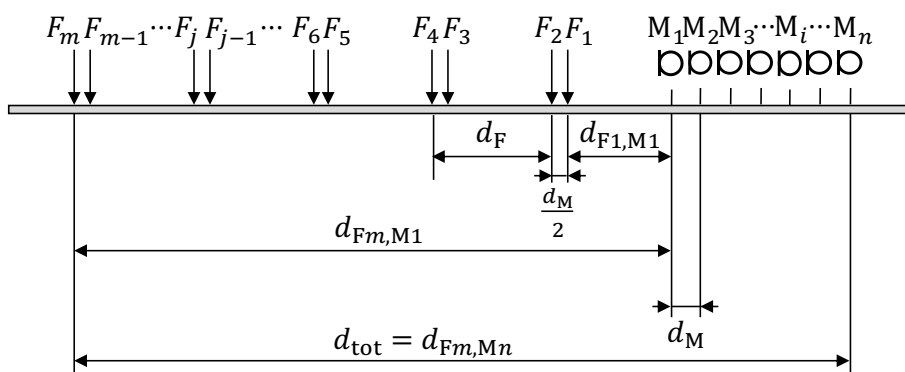 F_m F_{m−1} ⋯ F_j F_{j−1} ⋯ F_6 F_5 F_4 F_3 F_2 F_1 M_1 M_2 M_3 ⋯ M_i ⋯ M_n
d_F d_{F1,M1}
d_M/2
d_{Fm,M1}
d_M
d_tot = d_{Fm,Mn}